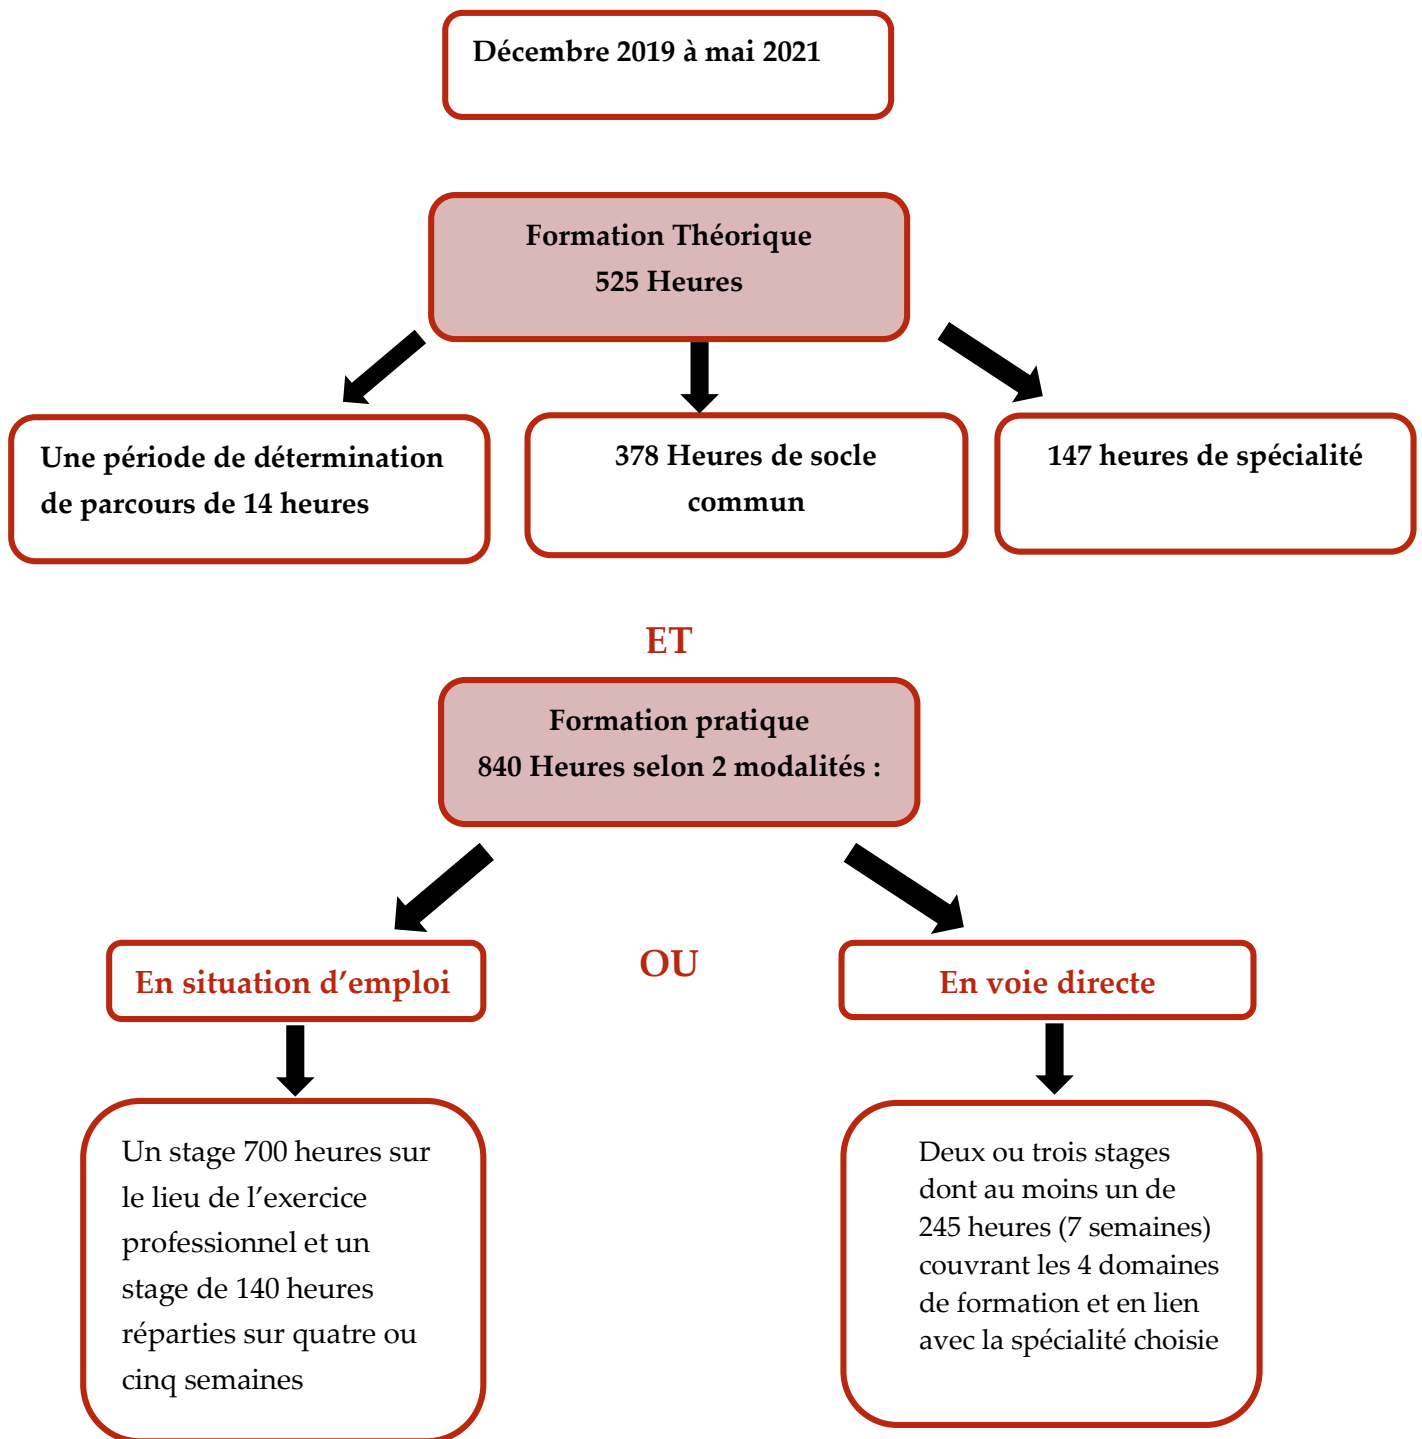 Décembre 2019 à mai 2021
Formation Théorique
525 Heures
Une période de détermination
de parcours de 14 heures
378 Heures de socle
commun
147 heures de spécialité
ET
Formation pratique
840 Heures selon 2 modalités :
En situation d’emploi
OU
En voie directe
Un stage 700 heures sur
le lieu de l’exercice
professionnel et un
stage de 140 heures
réparties sur quatre ou
cinq semaines
Deux ou trois stages
dont au moins un de
245 heures (7 semaines)
couvrant les 4 domaines
de formation et en lien
avec la spécialité choisie